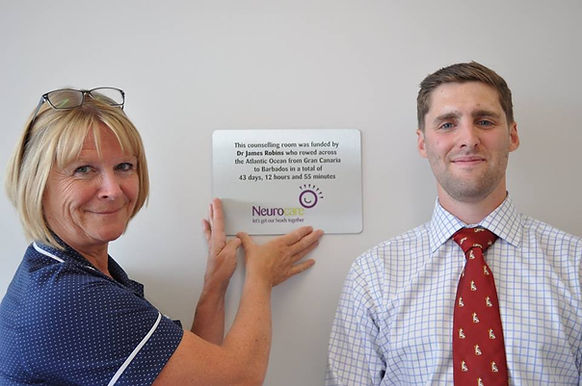 This counselling room was funded by
Dr James Robins who rowed across
the Atlantic Ocean from Gran Canaria
to Barbados in a total of
43 days, 12 hours and 55 minutes
Neurocare
let's get our heads together